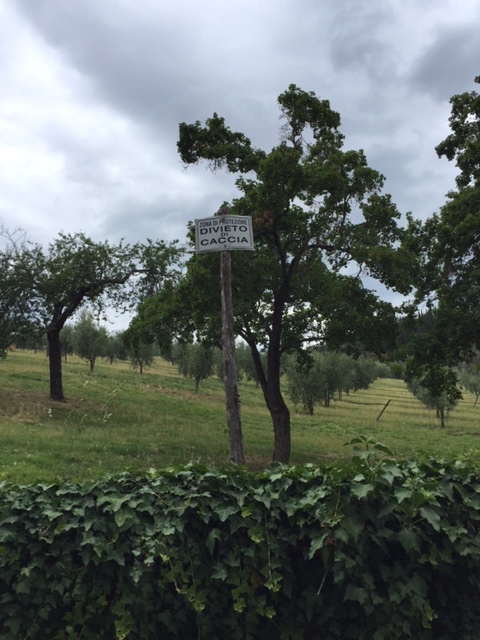 ZONA DI PROTEZIONE
DIVIETO
DI
CACCIA